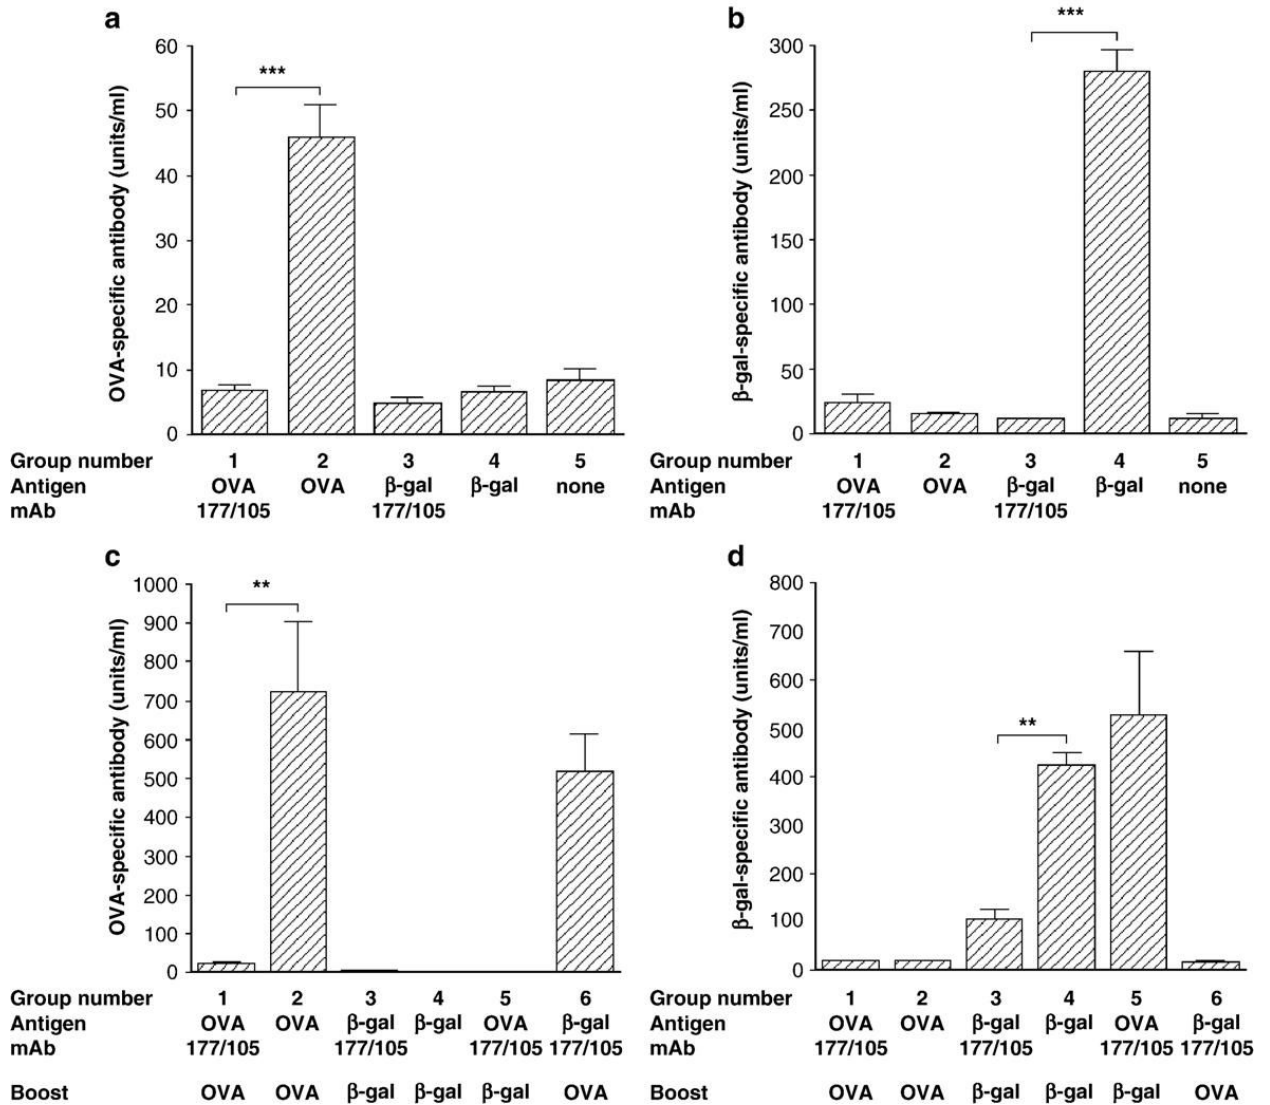 a
OVA-specific antibody (units/ml)
60
50
40
30
20
10
0
***
Group number 1 2 3 4 5
Antigen OVA OVA β-gal β-gal none
mAb 177/105 177/105
b
β-gal-specific antibody (units/ml)
300
250
200
150
100
50
0
***
Group number 1 2 3 4 5
Antigen OVA OVA β-gal β-gal none
mAb 177/105 177/105
c
OVA-specific antibody (units/ml)
1000
900
800
700
600
500
400
300
200
100
0
**
Group number 1 2 3 4 5 6
Antigen OVA OVA β-gal β-gal OVA β-gal
mAb 177/105 177/105 177/105 177/105
Boost OVA OVA β-gal β-gal β-gal OVA
d
β-gal-specific antibody (units/ml)
800
700
600
500
400
300
200
100
0
**
Group number 1 2 3 4 5 6
Antigen OVA OVA β-gal β-gal OVA β-gal
mAb 177/105 177/105 177/105 177/105
Boost OVA OVA β-gal β-gal β-gal OVA